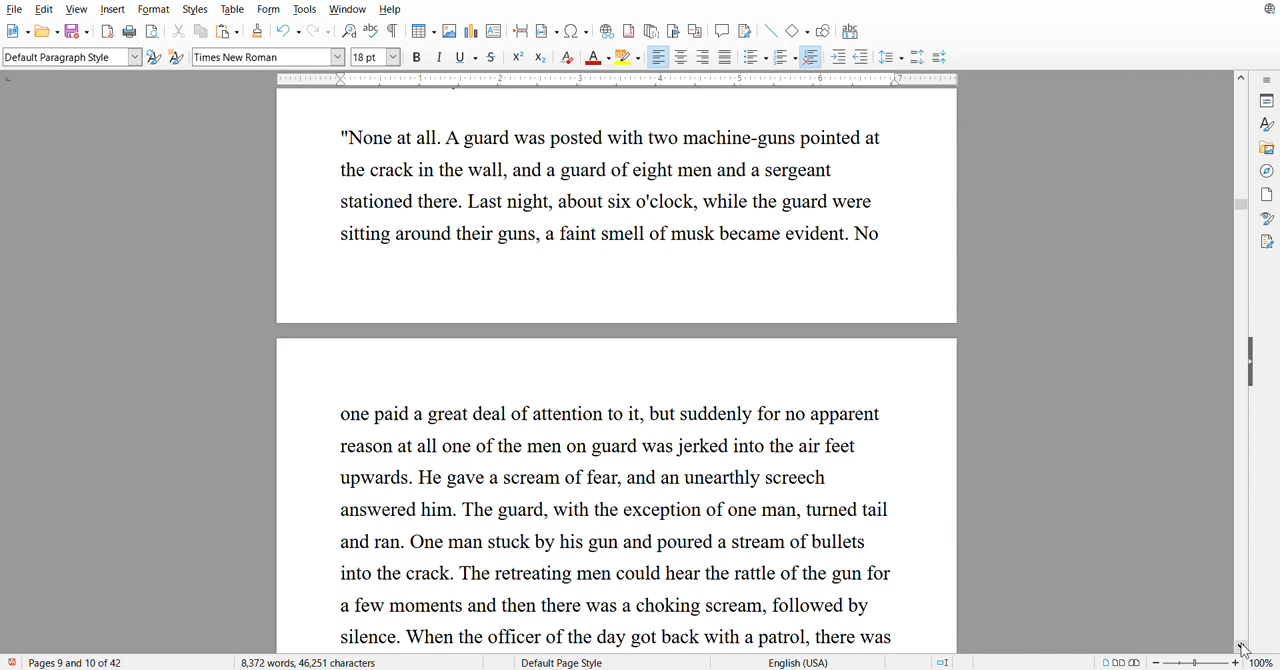 File Edit View Insert Format Styles Table Form Tools Window Help
Default Paragraph Style Times New Roman 18 pt
1 2 3 4 5 6 7
"None at all. A guard was posted with two machine-guns pointed at
the crack in the wall, and a guard of eight men and a sergeant
stationed there. Last night, about six o'clock, while the guard were
sitting around their guns, a faint smell of musk became evident. No
one paid a great deal of attention to it, but suddenly for no apparent
reason at all one of the men on guard was jerked into the air feet
upwards. He gave a scream of fear, and an unearthly screech
answered him. The guard, with the exception of one man, turned tail
and ran. One man stuck by his gun and poured a stream of bullets
into the crack. The retreating men could hear the rattle of the gun for
a few moments and then there was a choking scream, followed by
silence. When the officer of the day got back with a patrol, there was
Pages 9 and 10 of 42 8,372 words, 46,251 characters Default Page Style English (USA) 100%